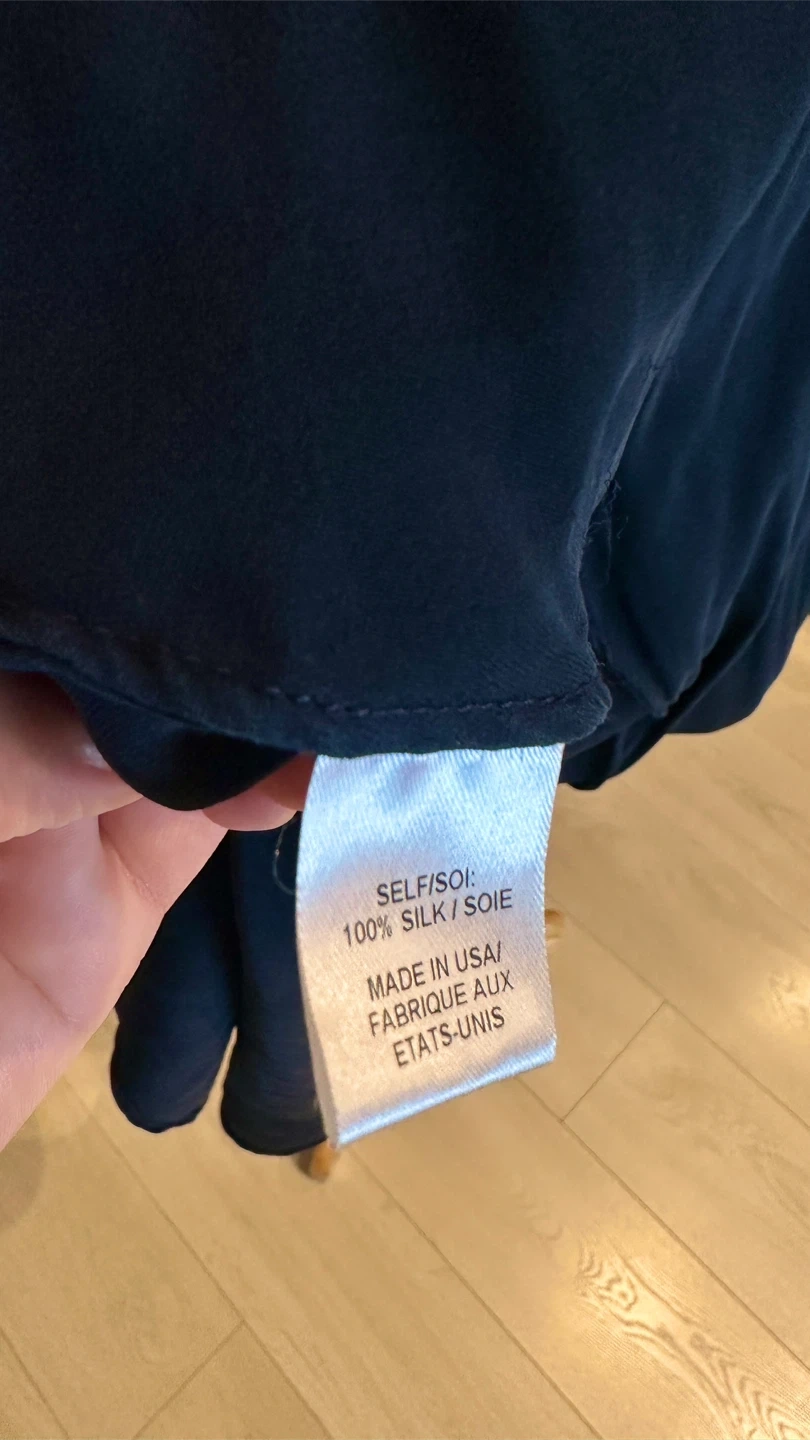 SELF/SOI:
100% SILK / SOIE
MADE IN USA/
FABRIQUE AUX
ETATS-UNIS